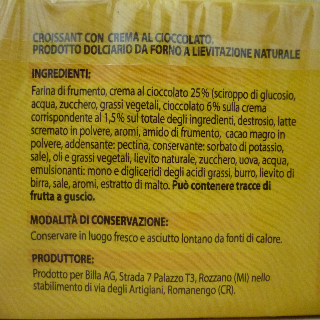 CROISSANT CON CREMA AL CIOCCOLATO.
PRODOTTO DOLCIARIO DA FORNO A LIEVITAZIONE NATURALE
INGREDIENTI:
Farina di frumento, crema al cioccolato 25% (sciroppo di glucosio,
acqua, zucchero, grassi vegetali, cioccolato 6% sulla crema
corrispondente al 1,5% sul totale degli ingredienti, destrosio, latte
scremato in polvere, aromi, amido di frumento, cacao magro in
polvere, addensante: pectina, conservante: sorbato di potassio,
sale), oli e grassi vegetali, lievito naturale, zucchero, uova, acqua,
emulsionanti: mono e digliceridi degli acidi grassi, burro, lievito di
birra, sale, aromi, estratto di malto. Può contenere tracce di
frutta a guscio.
MODALITÀ DI CONSERVAZIONE:
Conservare in luogo fresco e asciutto lontano da fonti di calore.
PRODUTTORE:
Prodotto per Billa AG, Strada 7 Palazzo T3, Rozzano (MI) nello
stabilimento di via degli Artigiani, Romanengo (CR).